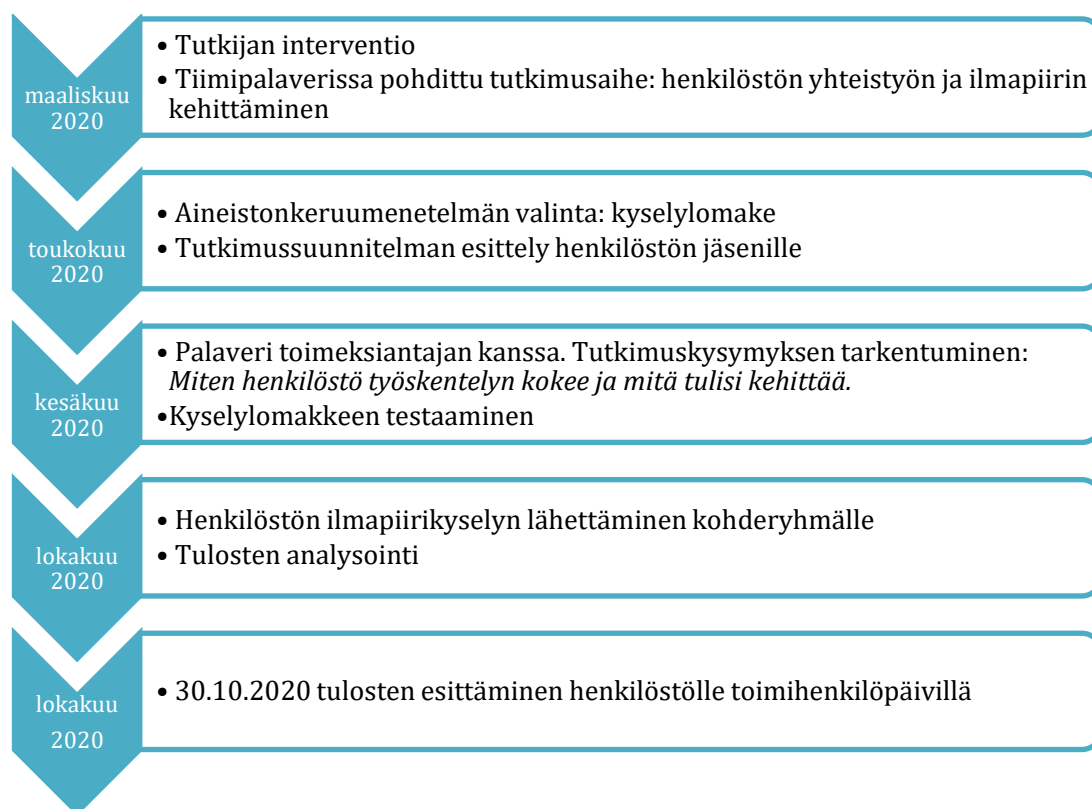 maaliskuu
2020
• Tutkijan interventio
• Tiimipalaverissa pohdittu tutkimusaihe: henkilöstön yhteistyön ja ilmapiirin
kehittäminen
toukokuu
2020
• Aineistonkeruumenetelmän valinta: kyselylomake
• Tutkimussuunnitelman esittely henkilöstön jäsenille
kesäkuu
2020
• Palaveri toimeksiantajan kanssa. Tutkimuskysymyksen tarkentuminen:
Miten henkilöstö työskentelyn kokee ja mitä tulisi kehittää.
•Kyselylomakkeen testaaminen
lokakuu
2020
• Henkilöstön ilmapiirikyselyn lähettäminen kohderyhmälle
• Tulosten analysointi
lokakuu
2020
• 30.10.2020 tulosten esittäminen henkilöstölle toimihenkilöpäivillä